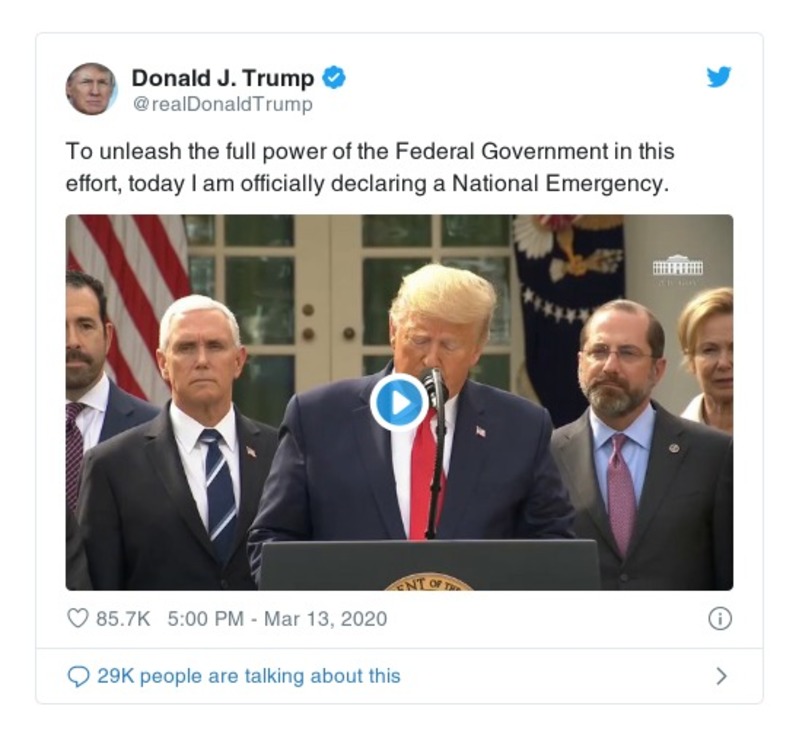 Donald J. Trump
@realDonaldTrump
To unleash the full power of the Federal Government in this
effort, today I am officially declaring a National Emergency.
ENT OF THE
85.7K 5:00 PM - Mar 13, 2020
29K people are talking about this